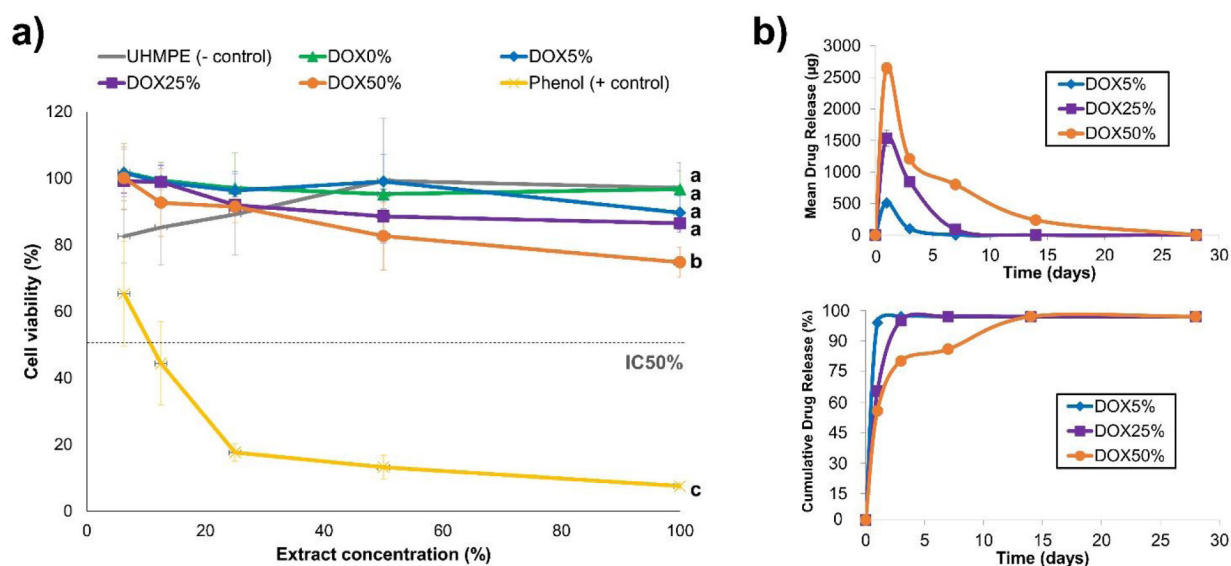 a)
UHMPE (- control)
DOX0%
DOX5%
DOX25%
DOX50%
Phenol (+ control)
120
100
80
60
40
20
0
Cell viability (%)
a
a
a
a
b
IC50%
c
0
20
40
60
80
100
Extract concentration (%)
b)
3000
2500
2000
1500
1000
500
0
Mean Drug Release (µg)
DOX5%
DOX25%
DOX50%
0
5
10
15
20
25
30
Time (days)
90
75
60
45
30
15
0
Cumulative Drug Release (%)
DOX5%
DOX25%
DOX50%
0
5
10
15
20
25
30
Time (days)